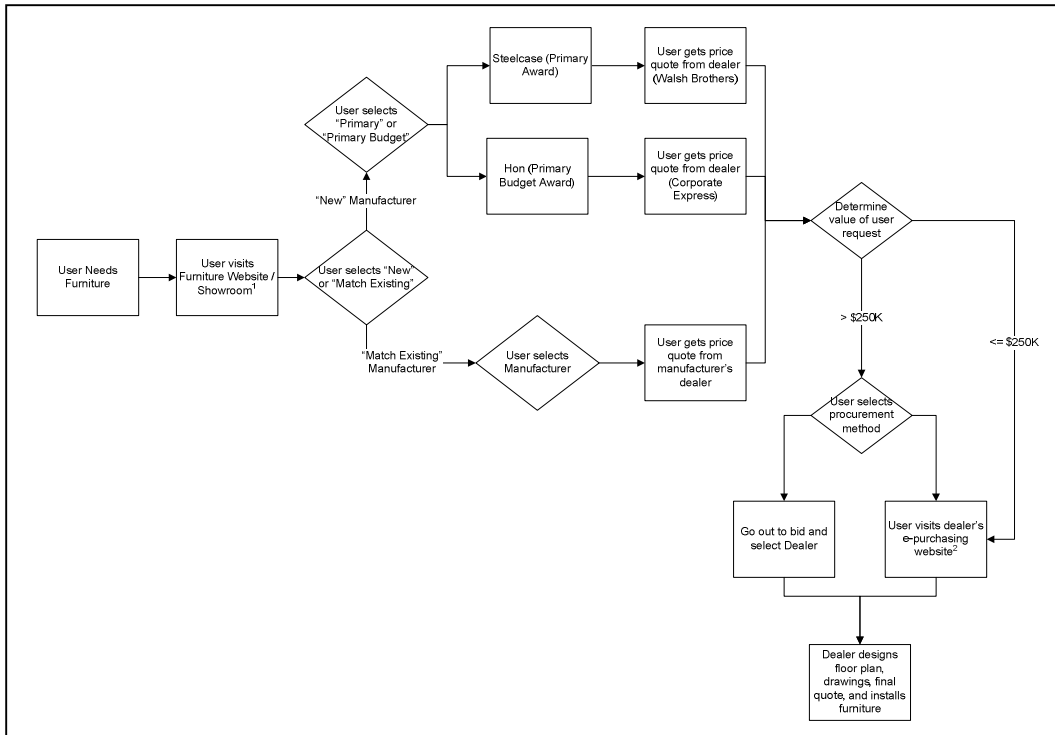 Steelcase (Primary
Award)
User gets price
quote from dealer
(Walsh Brothers)
User selects
“Primary” or
“Primary Budget”
Hon (Primary
Budget Award)
User gets price
quote from dealer
(Corporate
Express)
“New” Manufacturer
Determine
value of user
request
User Needs
Furniture
User visits
Furniture Website /
Showroom¹
User selects “New”
or “Match Existing”
> $250K
<= $250K
“Match Existing”
Manufacturer
User selects
Manufacturer
User gets price
quote from
manufacturer’s
dealer
User selects
procurement
method
Go out to bid and
select Dealer
User visits dealer’s
e-purchasing
website²
Dealer designs
floor plan,
drawings, final
quote, and installs
furniture